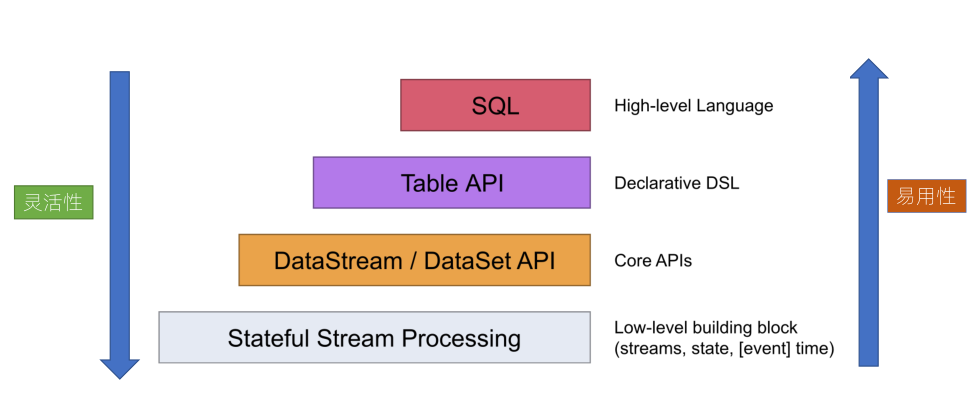 SQL
High-level Language
Table API
Declarative DSL
灵活性
易用性
DataStream / DataSet API
Core APIs
Stateful Stream Processing
Low-level building block
(streams, state, [event] time)